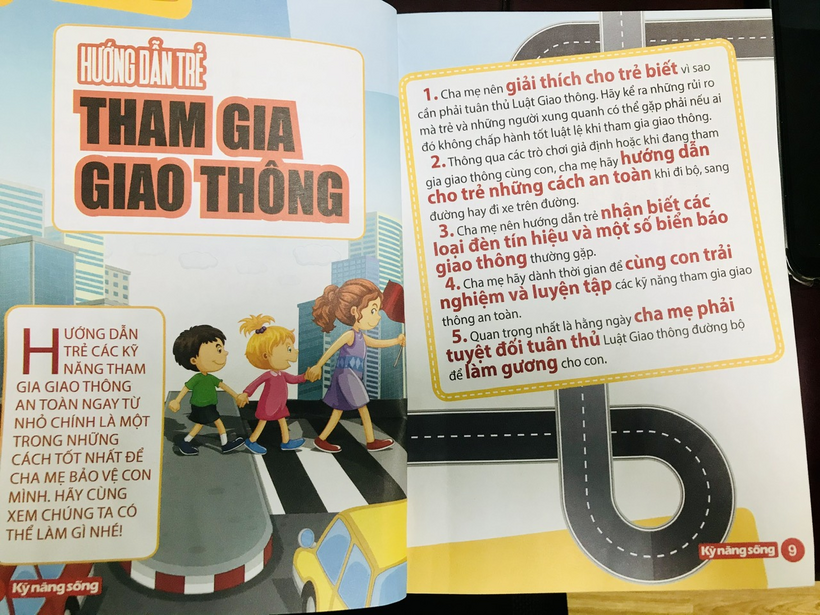 HƯỚNG DẪN TRẺ
THAM GIA
GIAO THÔNG
HƯỚNG DẪN
TRẺ CÁC KỸ
NĂNG THAM
GIA GIAO THÔNG
AN TOÀN NGAY TỪ
NHỎ CHÍNH LÀ MỘT
TRONG NHỮNG
CÁCH TỐT NHẤT ĐỂ
CHA MẸ BẢO VỆ CON
MÌNH. HÃY CÙNG
XEM CHÚNG TA CÓ
THỂ LÀM GÌ NHÉ!
Kỹ năng sống
1. Cha mẹ nên giải thích cho trẻ biết vì sao
cần phải tuân thủ Luật Giao thông. Hãy kể ra những rủi ro
mà trẻ và những người xung quanh có thể gặp phải nếu ai
đó không chấp hành tốt luật lệ khi tham gia giao thông.
2. Thông qua các trò chơi giả định hoặc khi đang tham
gia giao thông cùng con, cha mẹ hãy hướng dẫn
cho trẻ những cách an toàn khi đi bộ, sang
đường hay đi xe trên đường.
3. Cha mẹ nên hướng dẫn trẻ nhận biết các
loại đèn tín hiệu và một số biển báo
giao thông thường gặp.
4. Cha mẹ hãy dành thời gian để cùng con trải
nghiệm và luyện tập các kỹ năng tham gia giao
thông an toàn.
5. Quan trọng nhất là hằng ngày cha mẹ phải
tuyệt đối tuân thủ Luật Giao thông đường bộ
để làm gương cho con.
Kỹ năng sống 9